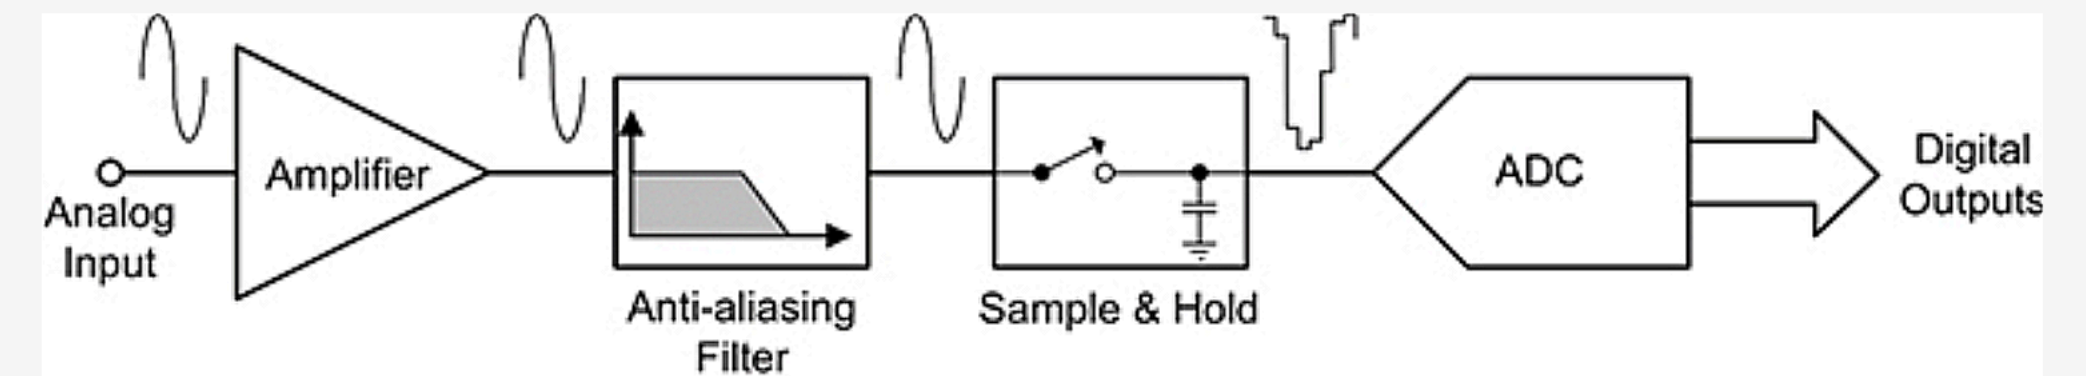 Analog
Input
Amplifier
Anti-aliasing
Filter
Sample & Hold
ADC
Digital
Outputs